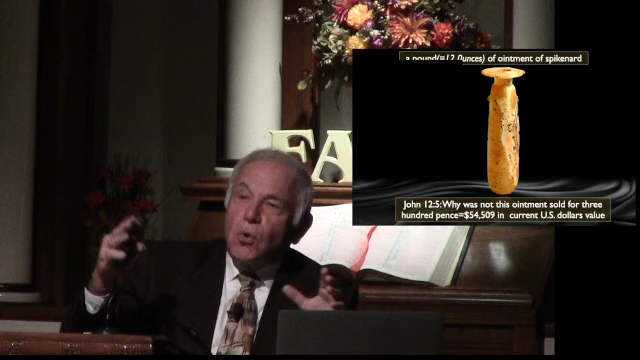 a pound(=12 Ounces) of ointment of spikenard
FA
John 12:5:Why was not this ointment sold for three
hundred pence=$54,509 in current U.S. dollars value